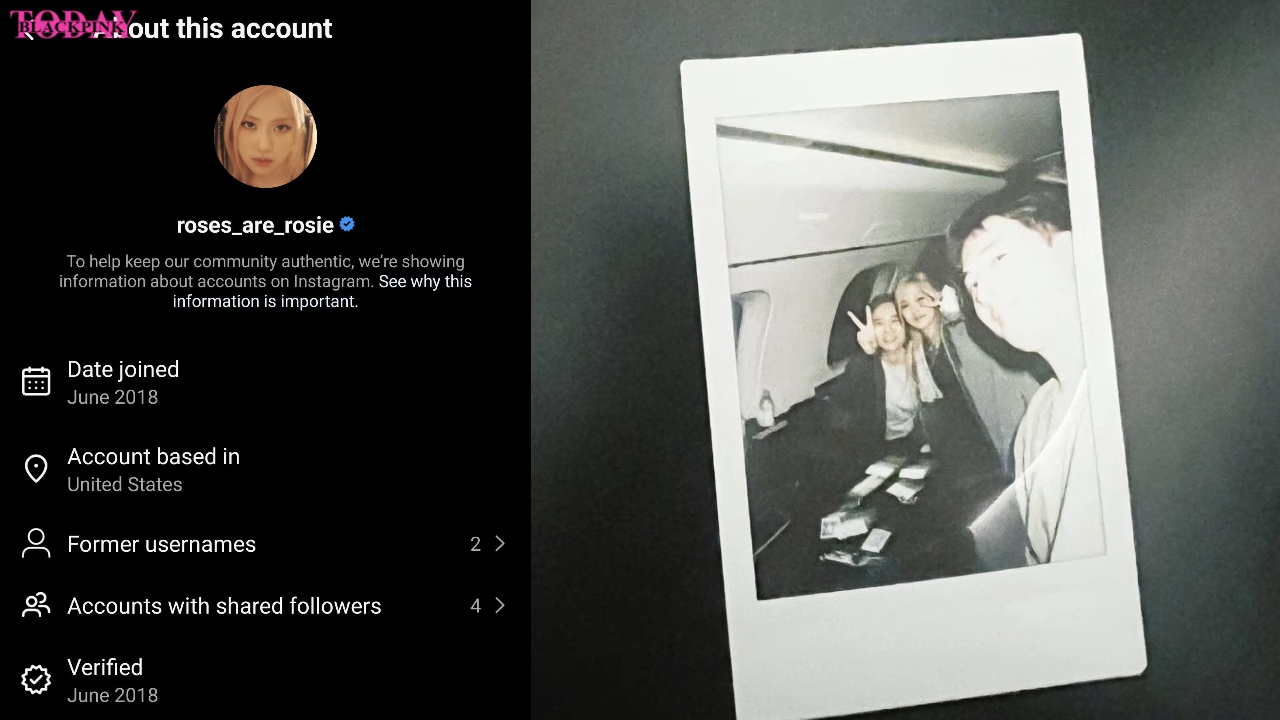 TODAY
BLACKPINK
About this account
roses_are_rosie
To help keep our community authentic, we're showing
information about accounts on Instagram. See why this
information is important.
Date joined
June 2018
Account based in
United States
Former usernames 2
Accounts with shared followers 4
Verified
June 2018